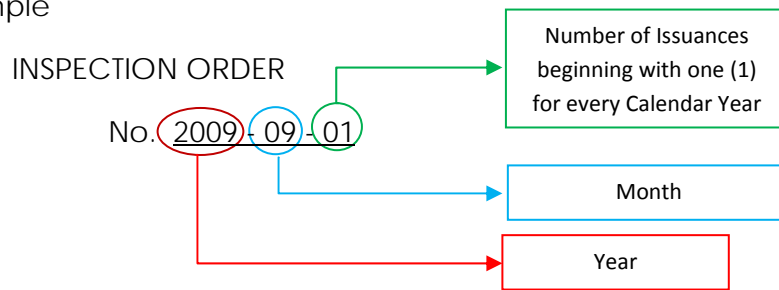 INSPECTION ORDER
No. 2009 - 09 - 01
Number of Issuances
beginning with one (1)
for every Calendar Year
Month
Year